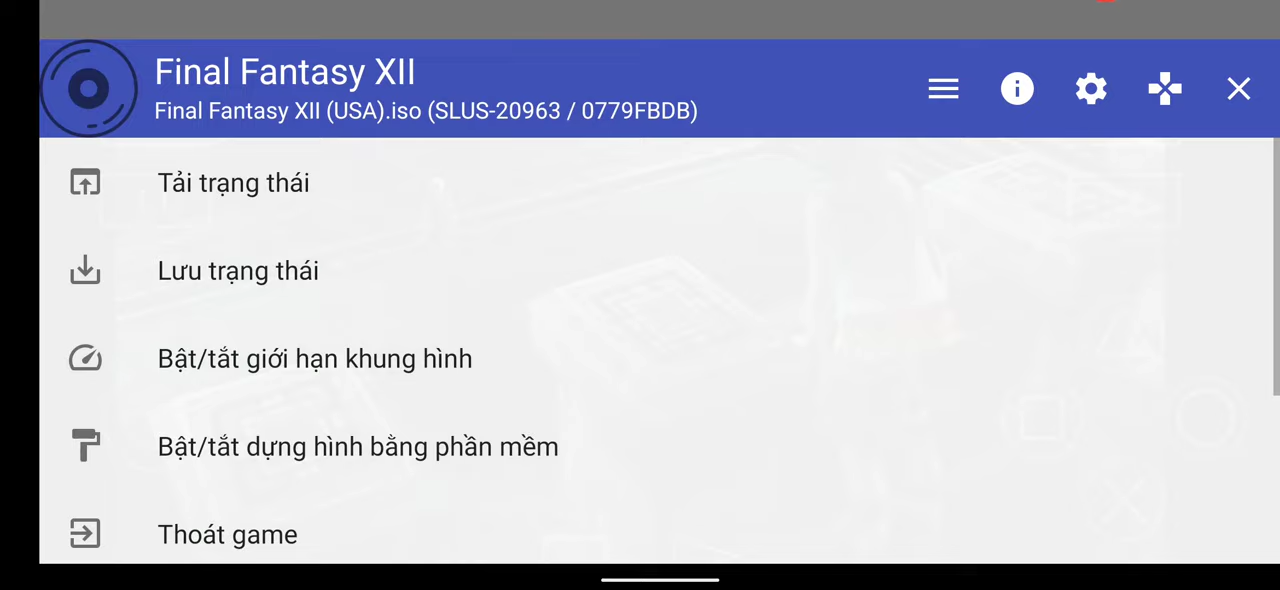 Final Fantasy XII
Final Fantasy XII (USA).iso (SLUS-20963 / 0779FBDB)
Tải trạng thái
Lưu trạng thái
Bật/tắt giới hạn khung hình
Bật/tắt dựng hình bằng phần mềm
Thoát game